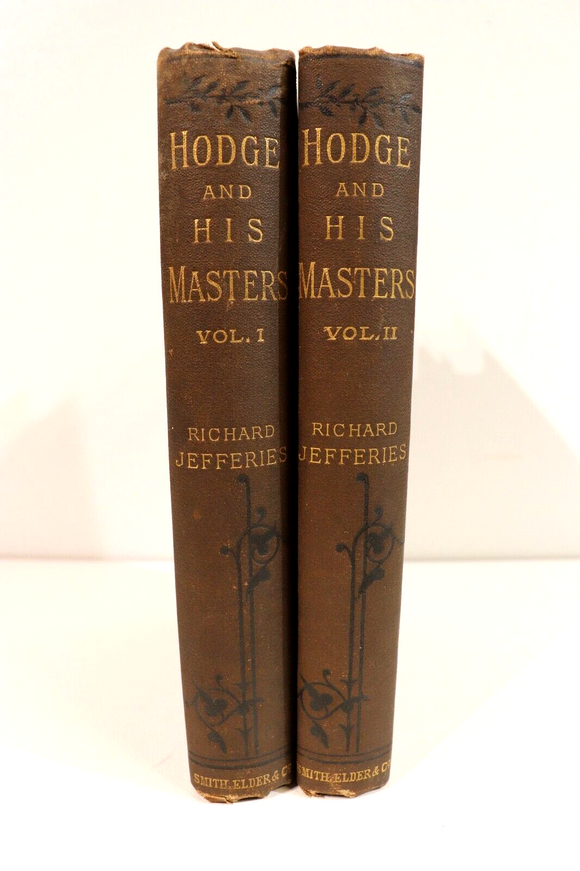 HODGE
AND
HIS
MASTERS
VOL. I
RICHARD
JEFFERIES
SMITH, ELDER & Co
HODGE
AND
HIS
MASTERS
VOL. II
RICHARD
JEFFERIES
SMITH, ELDER & Co